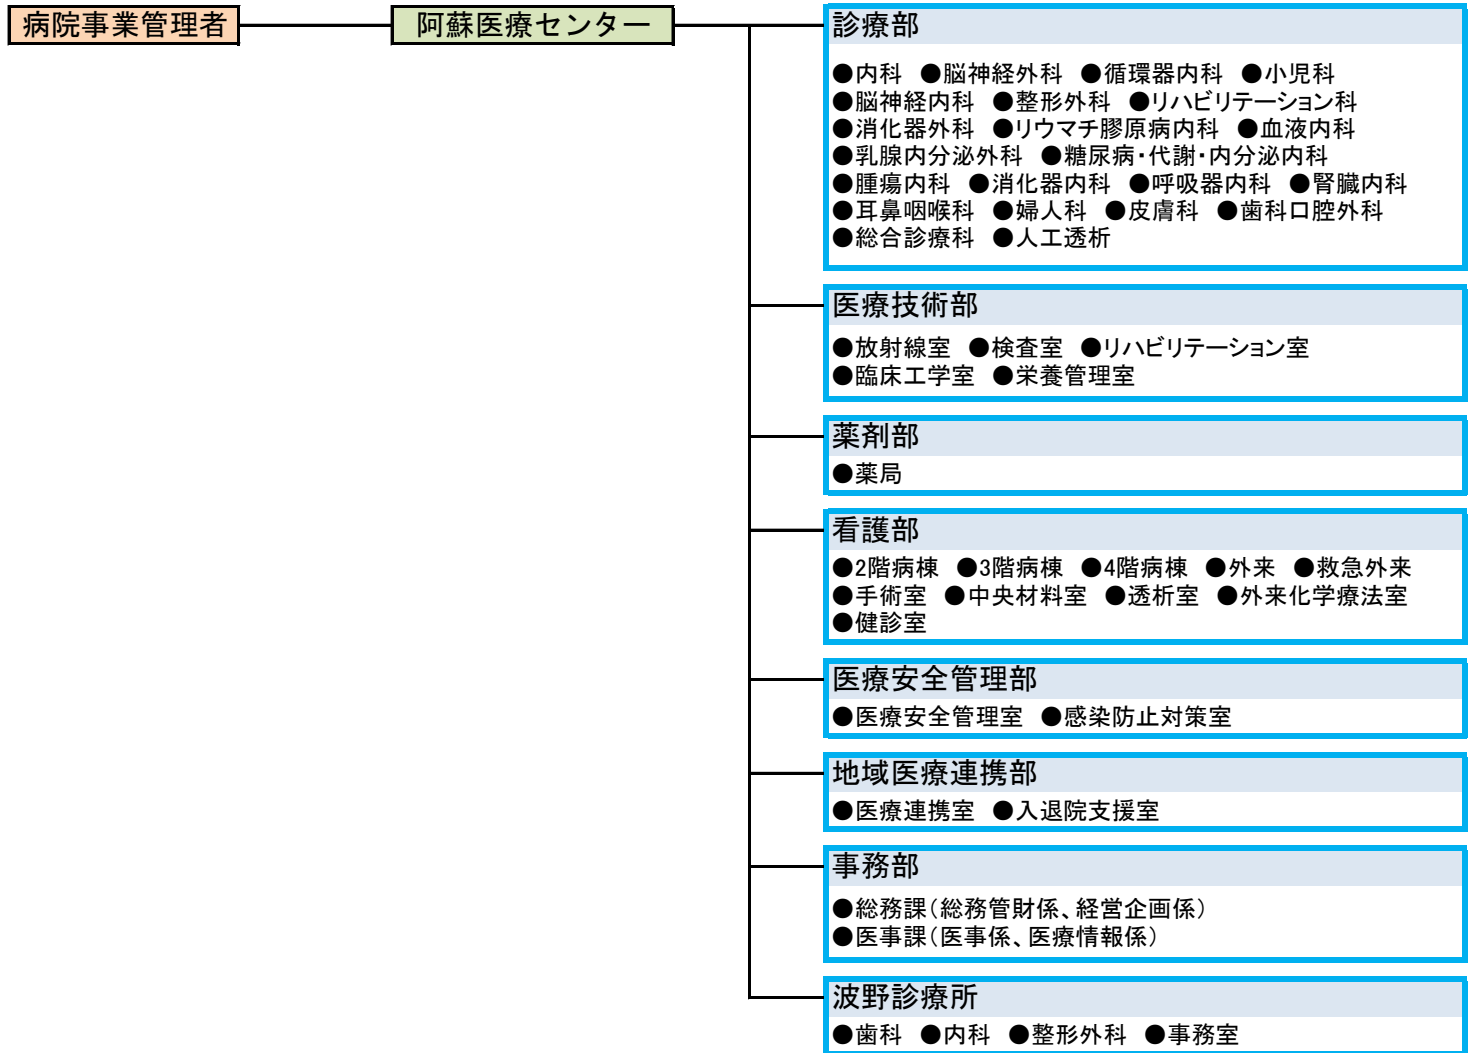 病院事業管理者
阿蘇医療センター
診療部
●内科 ●脳神経外科 ●循環器内科 ●小児科
●脳神経内科 ●整形外科 ●リハビリテーション科
●消化器外科 ●リウマチ膠原病内科 ●血液内科
●乳腺内分泌外科 ●糖尿病・代謝・内分泌内科
●腫瘍内科 ●消化器内科 ●呼吸器内科 ●腎臓内科
●耳鼻咽喉科 ●婦人科 ●皮膚科 ●歯科口腔外科
●総合診療科 ●人工透析
医療技術部
●放射線室 ●検査室 ●リハビリテーション室
●臨床工学室 ●栄養管理室
薬剤部
●薬局
看護部
●2階病棟 ●3階病棟 ●4階病棟 ●外来 ●救急外来
●手術室 ●中央材料室 ●透析室 ●外来化学療法室
●健診室
医療安全管理部
●医療安全管理室 ●感染防止対策室
地域医療連携部
●医療連携室 ●入退院支援室
事務部
●総務課（総務管財係、経営企画係）
●医事課（医事係、医療情報係）
波野診療所
●歯科 ●内科 ●整形外科 ●事務室